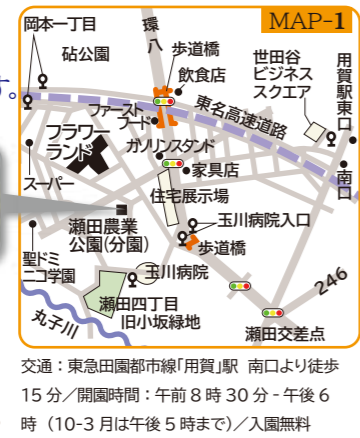 MAP-1
岡本一丁目
砧公園
環八
歩道橋
飲食店
世田谷
ビジネス
スクエア
用賀駅東口
す。
ファースト
フード
東名高速道路
フラワー
ランド
ガソリンスタンド
家具店
南口
スーパー
住宅展示場
瀬田農業
公園(分園)
玉川病院入口
歩道橋
聖ドミ
ニコ学園
玉川病院
246
瀬田四丁目
旧小坂緑地
丸子川
瀬田交差点
交通：東急田園都市線「用賀」駅 南口より徒歩
15 分／開園時間：午前 8 時 30 分 - 午後 6
時（10-3 月は午後 5 時まで）／入園無料